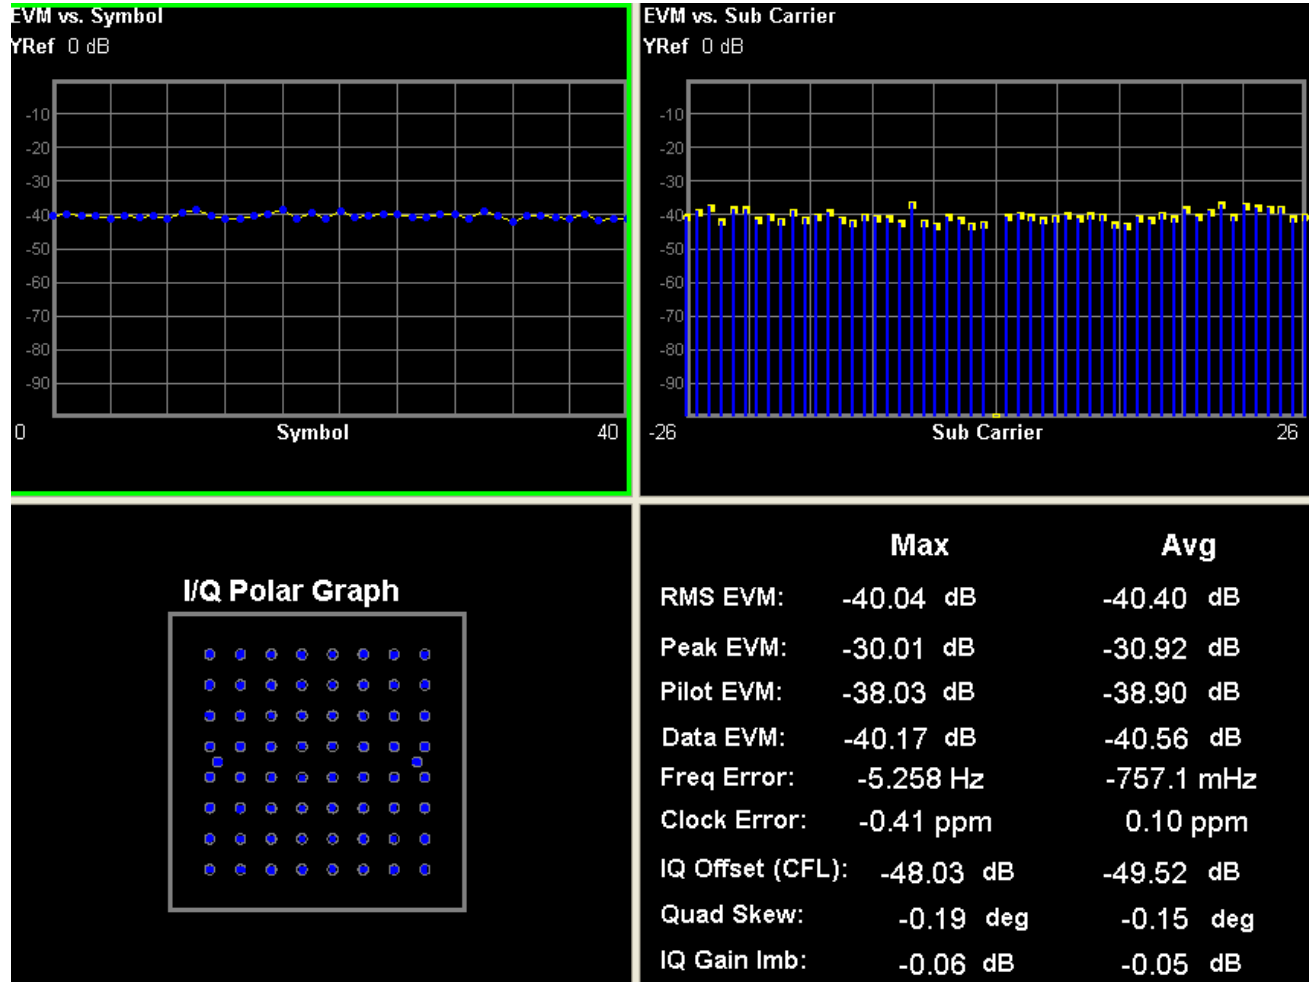 EVM vs. Symbol
YRef 0 dB
-10
-20
-30
-40
-50
-60
-70
-80
-90
0 Symbol 40
EVM vs. Sub Carrier
YRef 0 dB
-10
-20
-30
-40
-50
-60
-70
-80
-90
-26 Sub Carrier 26
I/Q Polar Graph
Max Avg
RMS EVM: -40.04 dB -40.40 dB
Peak EVM: -30.01 dB -30.92 dB
Pilot EVM: -38.03 dB -38.90 dB
Data EVM: -40.17 dB -40.56 dB
Freq Error: -5.258 Hz -757.1 mHz
Clock Error: -0.41 ppm 0.10 ppm
IQ Offset (CFL): -48.03 dB -49.52 dB
Quad Skew: -0.19 deg -0.15 deg
IQ Gain Imb: -0.06 dB -0.05 dB